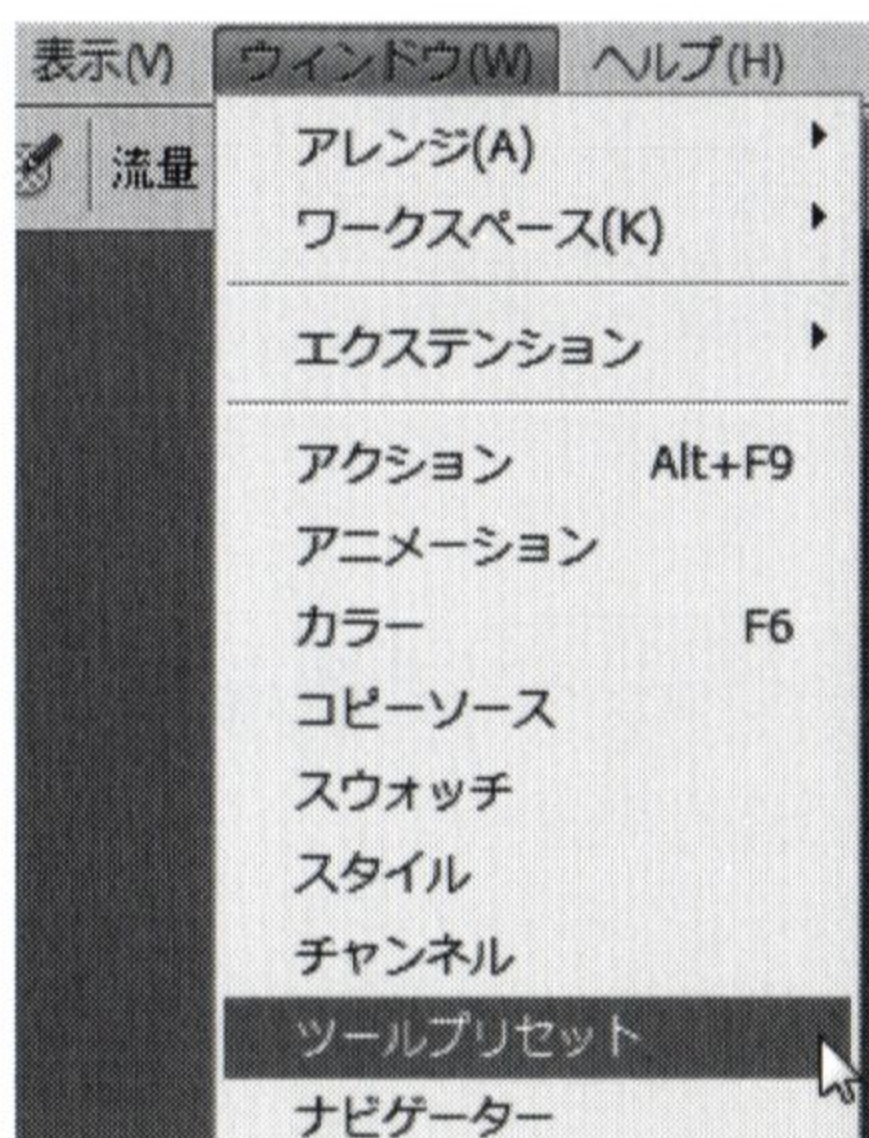 表示(V) ウィンドウ(W) ヘルプ(H)
流量
アレンジ(A)
ワークスペース(K)
エクステンション
アクション Alt+F9
アニメーション
カラー F6
コピーソース
スウォッチ
スタイル
チャンネル
ツールプリセット
ナビゲーター